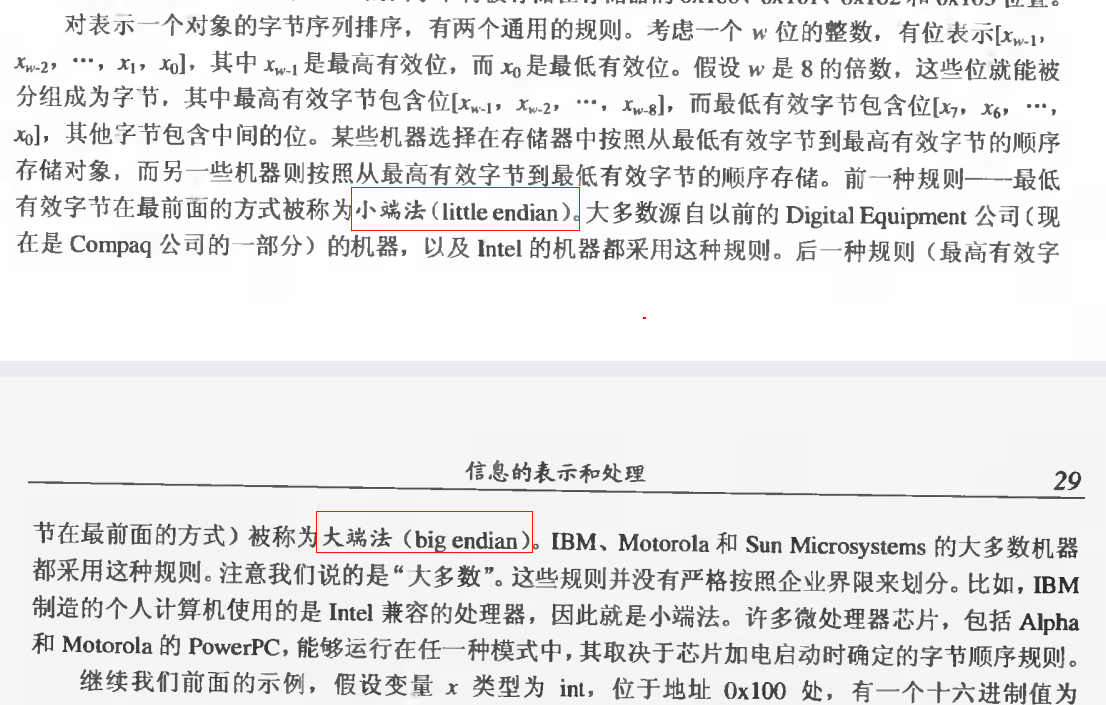 对表示一个对象的字节序列排序，有两个通用的规则。考虑一个 w 位的整数，有位表示[xw-1，
xw-2，…，x1，x0]，其中 xw-1 是最高有效位，而 x0 是最低有效位。假设 w 是 8 的倍数，这些位就能被
分组成为字节，其中最高有效字节包含位[xw-1，xw-2，…，xw-8]，而最低有效字节包含位[x7，x6，…，
x0]，其他字节包含中间的位。某些机器选择在存储器中按照从最低有效字节到最高有效字节的顺序
存储对象，而另一些机器则按照从最高有效字节到最低有效字节的顺序存储。前一种规则——最低
有效字节在最前面的方式被称为小端法（little endian）。大多数源自以前的 Digital Equipment 公司（现
在是 Compaq 公司的一部分）的机器，以及 Intel 的机器都采用这种规则。后一种规则（最高有效字
信息的表示和处理 29
节在最前面的方式）被称为大端法（big endian）。IBM、Motorola 和 Sun Microsystems 的大多数机器
都采用这种规则。注意我们说的是“大多数”。这些规则并没有严格按照企业界限来划分。比如，IBM
制造的个人计算机使用的是 Intel 兼容的处理器，因此就是小端法。许多微处理器芯片，包括 Alpha
和 Motorola 的 PowerPC，能够运行在任一种模式中，其取决于芯片加电启动时确定的字节顺序规则。
继续我们前面的示例，假设变量 x 类型为 int，位于地址 0x100 处，有一个十六进制值为